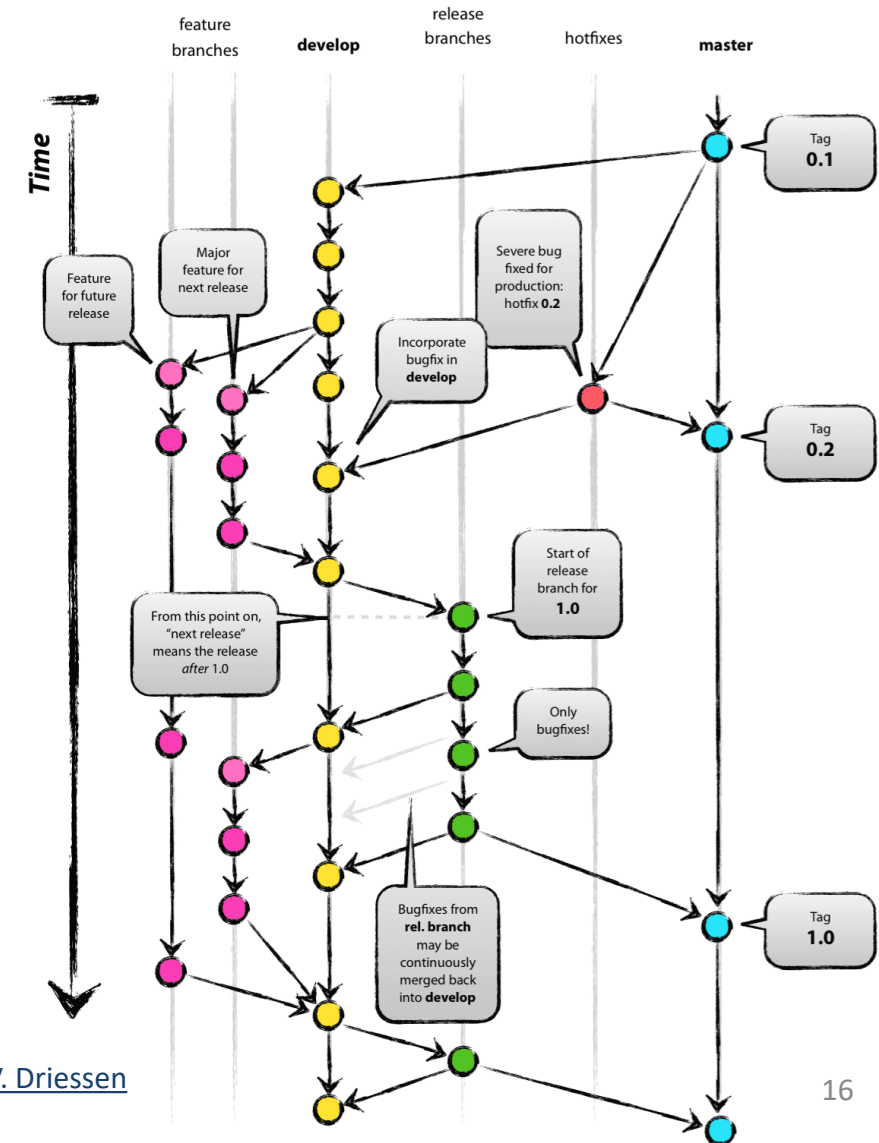 feature
branches
develop
release
branches
hotfixes
master
Time
Tag
0.1
Major
feature for
next release
Severe bug
fixed for
production:
hotfix 0.2
Feature
for future
release
Incorporate
bugfix in
develop
Tag
0.2
Start of
release
branch for
1.0
From this point on,
“next release”
means the release
after 1.0
Only
bugfixes!
Bugfixes from
rel. branch
may be
continuously
merged back
into develop
Tag
1.0
Driessen
16